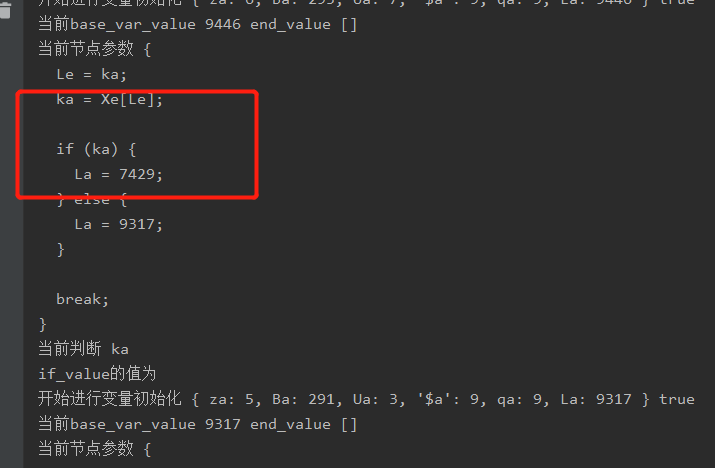 开始进行变量初始化 { za: 6, Ba: 295, Ua: 7, '$a': 9, qa: 9, La: 9446 } true
当前base_var_value 9446 end_value []
当前节点参数 {
Le = ka;
ka = Xe[Le];
if (ka) {
La = 7429;
} else {
La = 9317;
}
break;
}
当前判断 ka
if_value的值为
开始进行变量初始化 { za: 5, Ba: 291, Ua: 3, '$a': 9, qa: 9, La: 9317 } true
当前base_var_value 9317 end_value []
当前节点参数 {